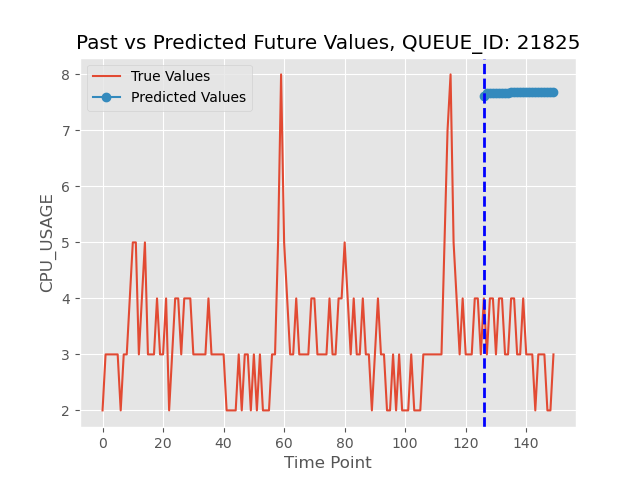 Past vs Predicted Future Values, QUEUE_ID: 21825
True Values
Predicted Values
8
7
6
5
4
3
2
CPU_USAGE
0 20 40 60 80 100 120 140
Time Point